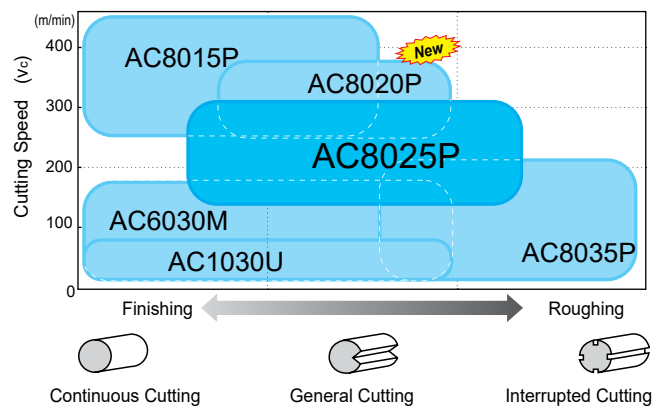 (m/min)
400
300
200
100
0
Cutting Speed (vc)
AC8015P
New
AC8020P
AC8025P
AC6030M
AC1030U
AC8035P
Finishing
Roughing
Continuous Cutting
General Cutting
Interrupted Cutting